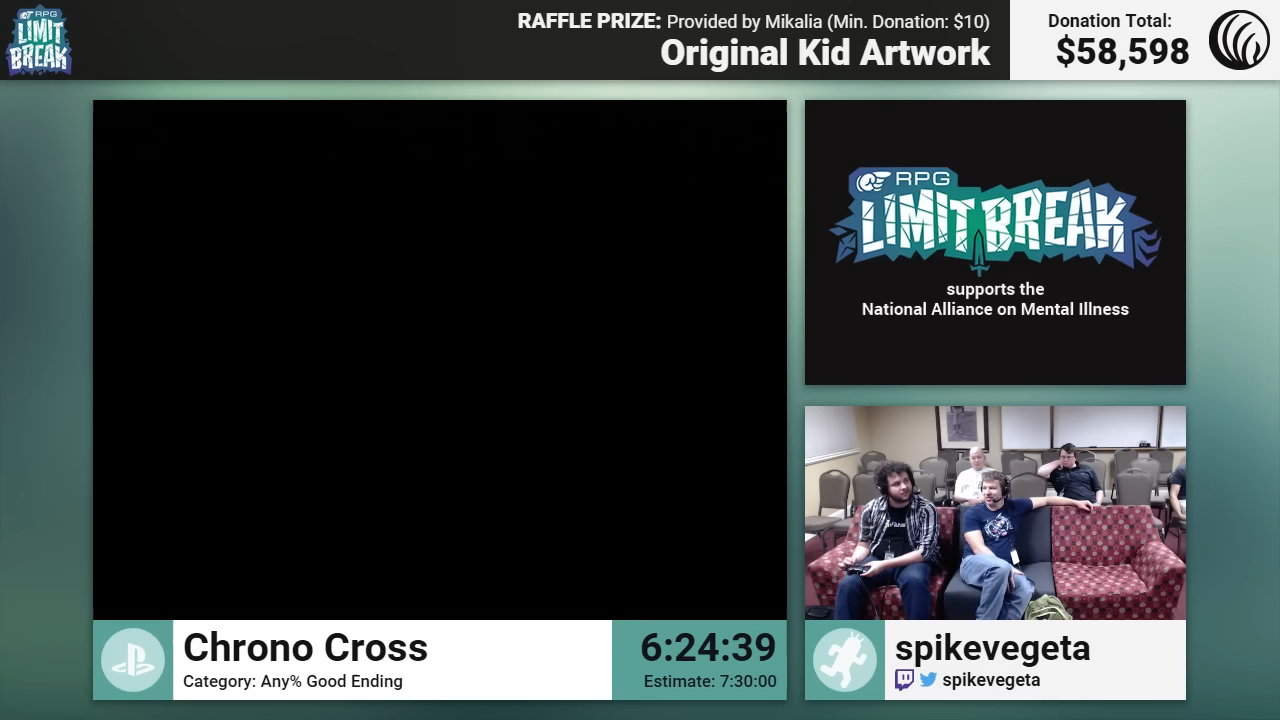 RPG
LIMIT
BREAK
RAFFLE PRIZE: Provided by Mikalia (Min. Donation: $10)
Original Kid Artwork
Donation Total:
$58,598
RPG
LIMIT BREAK
supports the
National Alliance on Mental Illness
Chrono Cross
Category: Any% Good Ending
6:24:39
Estimate: 7:30:00
spikevegeta
spikevegeta